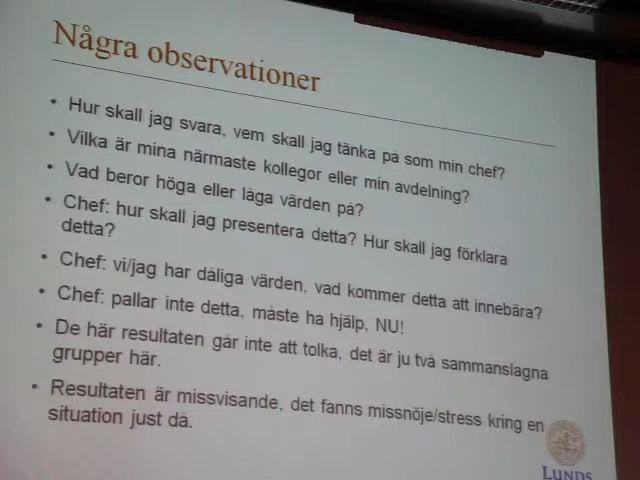 Några observationer
• Hur skall jag svara, vem skall jag tänka på som min chef?
• Vilka är mina närmaste kollegor eller min avdelning?
• Vad beror höga eller låga värden på?
• Chef: hur skall jag presentera detta? Hur skall jag förklara
detta?
• Chef: vi/jag har dåliga värden, vad kommer detta att innebära?
• Chef: pallar inte detta, måste ha hjälp, NU!
• De här resultaten går inte att tolka, det är ju två sammanslagna
grupper här.
• Resultaten är missvisande, det fanns missnöje/stress kring en
situation just då.
LUNDS